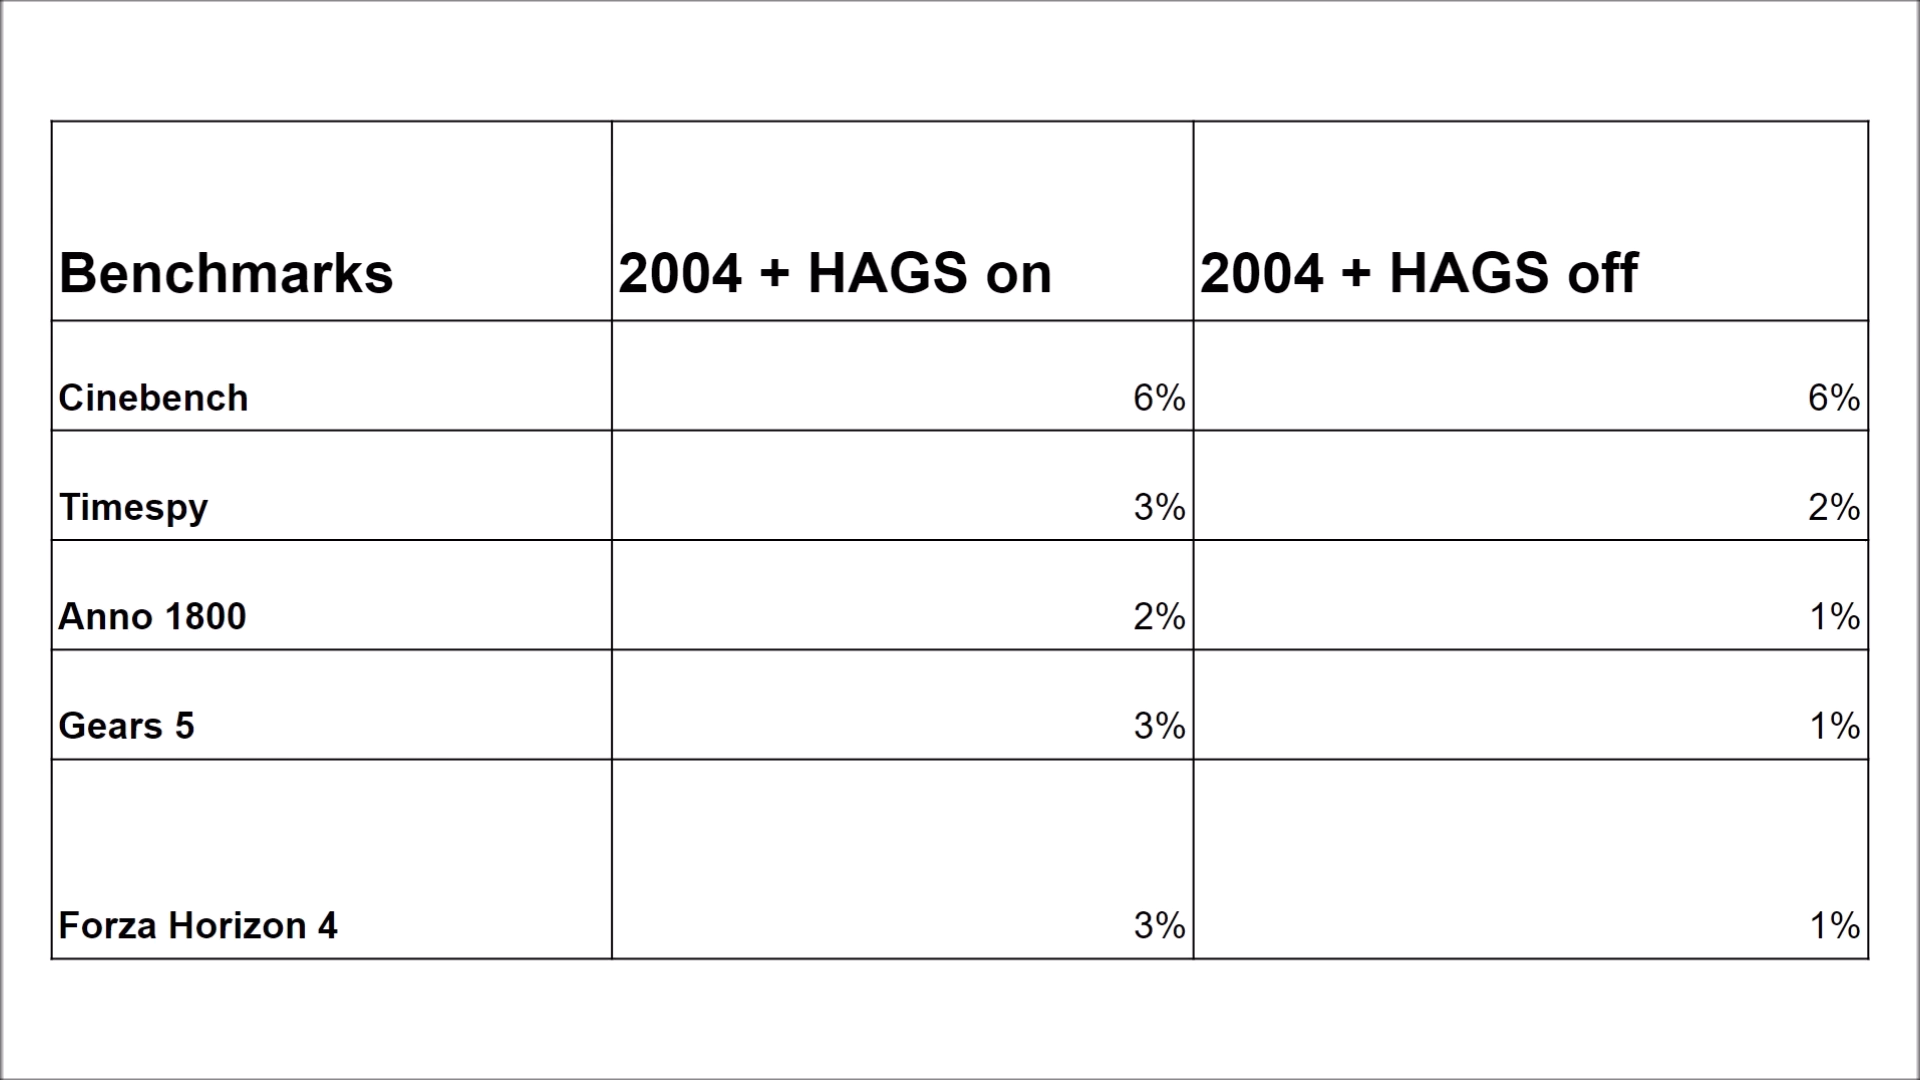 Benchmarks 2004 + HAGS on 2004 + HAGS off
Cinebench 6% 6%
Timespy 3% 2%
Anno 1800 2% 1%
Gears 5 3% 1%
Forza Horizon 4 3% 1%